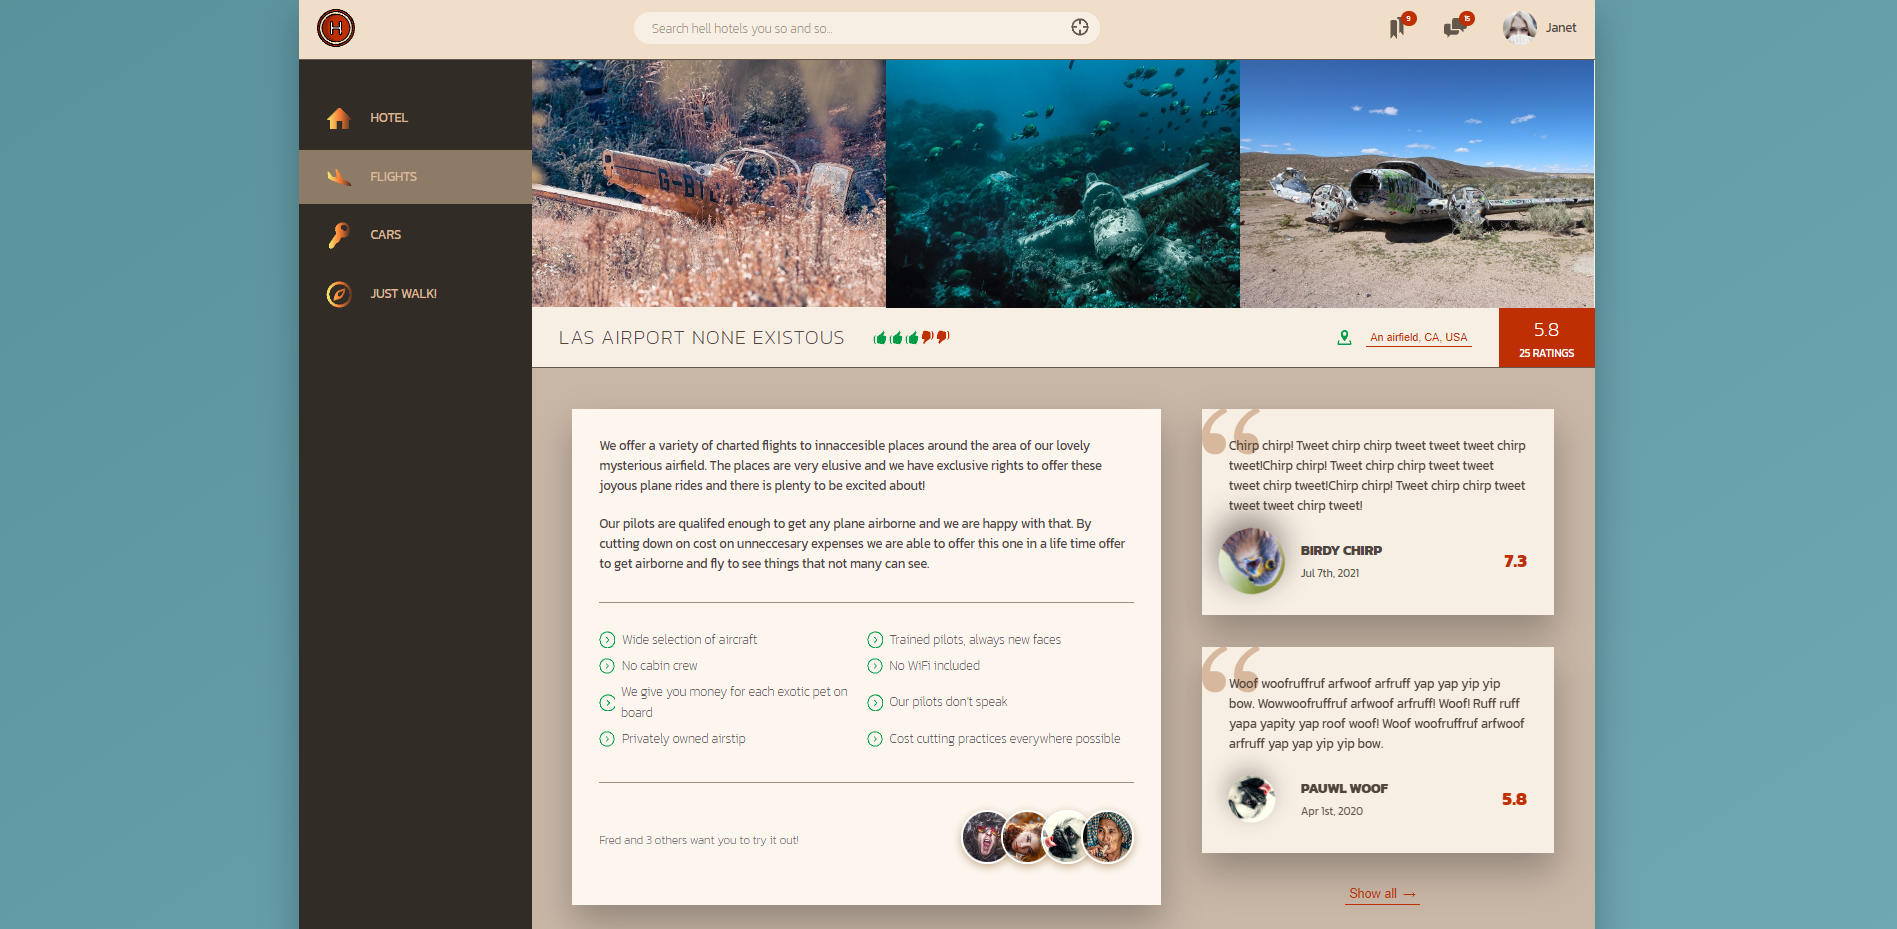 H
Search hell hotels you so and so...
9
15
Janet
HOTEL
FLIGHTS
CARS
JUST WALK!
LAS AIRPORT NONE EXISTOUS
An airfield, CA, USA
5.8
25 RATINGS
We offer a variety of charted flights to innaccesible places around the area of our lovely
mysterious airfield. The places are very elusive and we have exclusive rights to offer these
joyous plane rides and there is plenty to be excited about!
Our pilots are qualifed enough to get any plane airborne and we are happy with that. By
cutting down on cost on unneccesary expenses we are able to offer this one in a life time offer
to get airborne and fly to see things that not many can see.
Wide selection of aircraft
Trained pilots, always new faces
No cabin crew
No WiFi included
We give you money for each exotic pet on
board
Our pilots don't speak
Privately owned airstip
Cost cutting practices everywhere possible
Fred and 3 others want you to try it out!
“
Chirp chirp! Tweet chirp chirp tweet tweet tweet chirp
tweet!Chirp chirp! Tweet chirp chirp tweet tweet
tweet chirp tweet!Chirp chirp! Tweet chirp chirp tweet
tweet tweet chirp tweet!
BIRDY CHIRP
Jul 7th, 2021
7.3
“
Woof woofruffruf arfwoof arfruff yap yap yip yip
bow. Wowwoofruffruf arfwoof arfruff! Woof! Ruff ruff
yapa yapity yap roof woof! Woof woofruffruf arfwoof
arfruff yap yap yip yip bow.
PAUWL WOOF
Apr 1st, 2020
5.8
Show all →